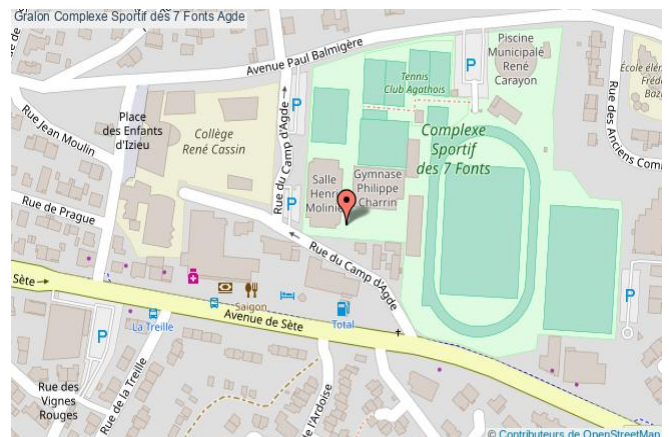 Gralon Complexe Sportif des 7 Fonts Agde
Avenue Paul Balmigère
Piscine
Municipale
René
Carayon
P
P
Tennis
Club Agathois
École
Frédé
Baz
Rue des Anciens Com
Rue Jean Moulin
Place
des Enfants
d'Izieu
Collège
René Cassin
Rue du Camp d'Agde →
Complexe
Sportif
des 7 Fonts
Salle
Henri
Molinié
Gymnase
Philippe
Charrin
P
Rue de Prague
← Rue du Camp d'Agde
Sète →
Saigon
La Treille
Avenue de Sète
Total
P
P
Rue des
Vignes
Rouges
Rue de la Treille
e l'Ardoise
© Contributeurs de OpenStreetMap